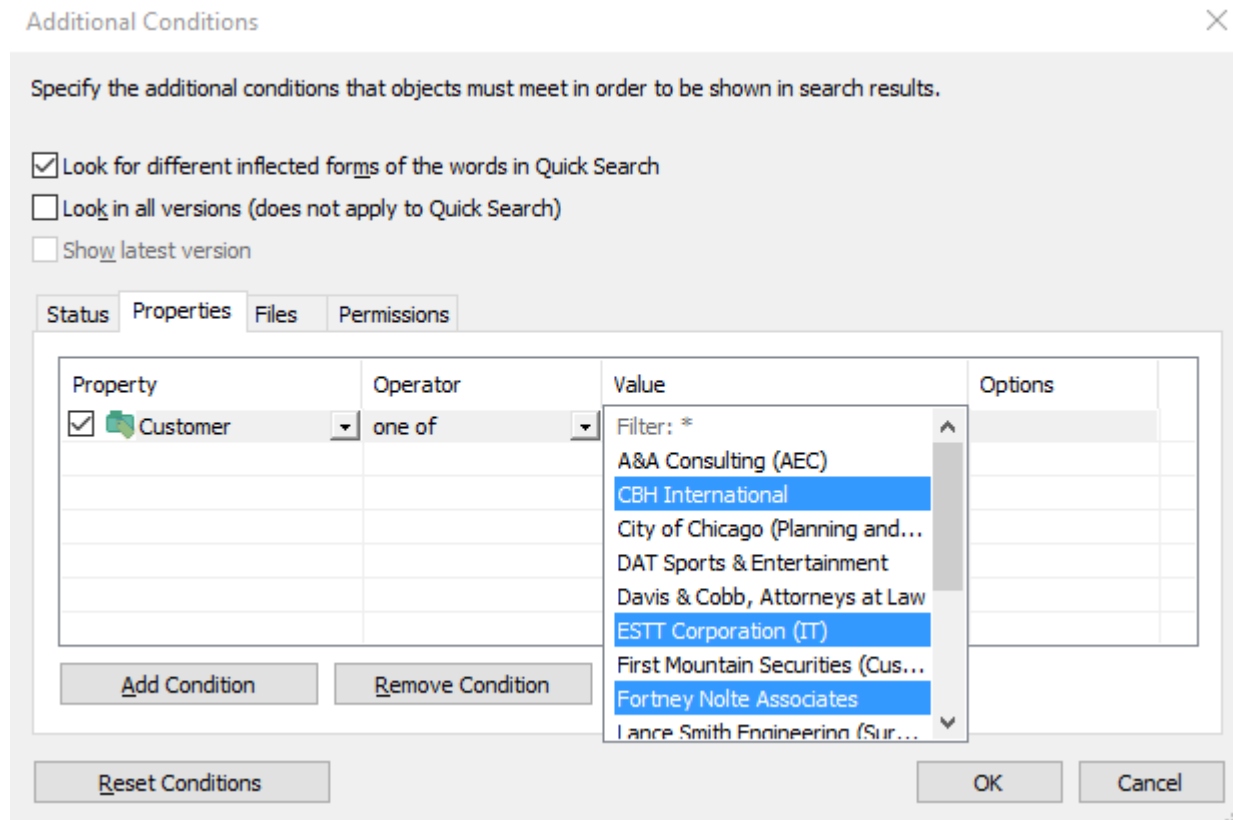 Additional Conditions
Specify the additional conditions that objects must meet in order to be shown in search results.
Look for different inflected forms of the words in Quick Search
Look in all versions (does not apply to Quick Search)
Show latest version
Status Properties Files Permissions
Property Operator Value Options
Customer one of Filter: *
A&A Consulting (AEC)
CBH International
City of Chicago (Planning and...
DAT Sports & Entertainment
Davis & Cobb, Attorneys at Law
ESTT Corporation (IT)
First Mountain Securities (Cus...
Fortney Nolte Associates
Lance Smith Engineering (Sur...
Add Condition Remove Condition
Reset Conditions OK Cancel